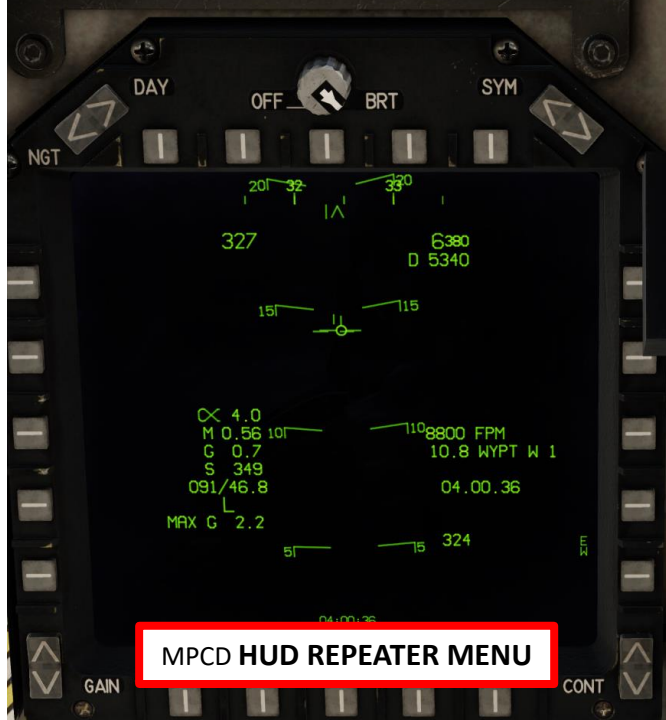 DAY OFF BRT SYM
NGT
20 32 33 20
327 6380
D 5340
15 15
α 4.0
M 0.56 10 10 8800 FPM
G 0.7 10.8 WYPT W 1
S 349
091/46.8 04.00.36
L
MAX G 2.2
5 5 324 EW
04:00:36
MPCD HUD REPEATER MENU
GAIN CONT